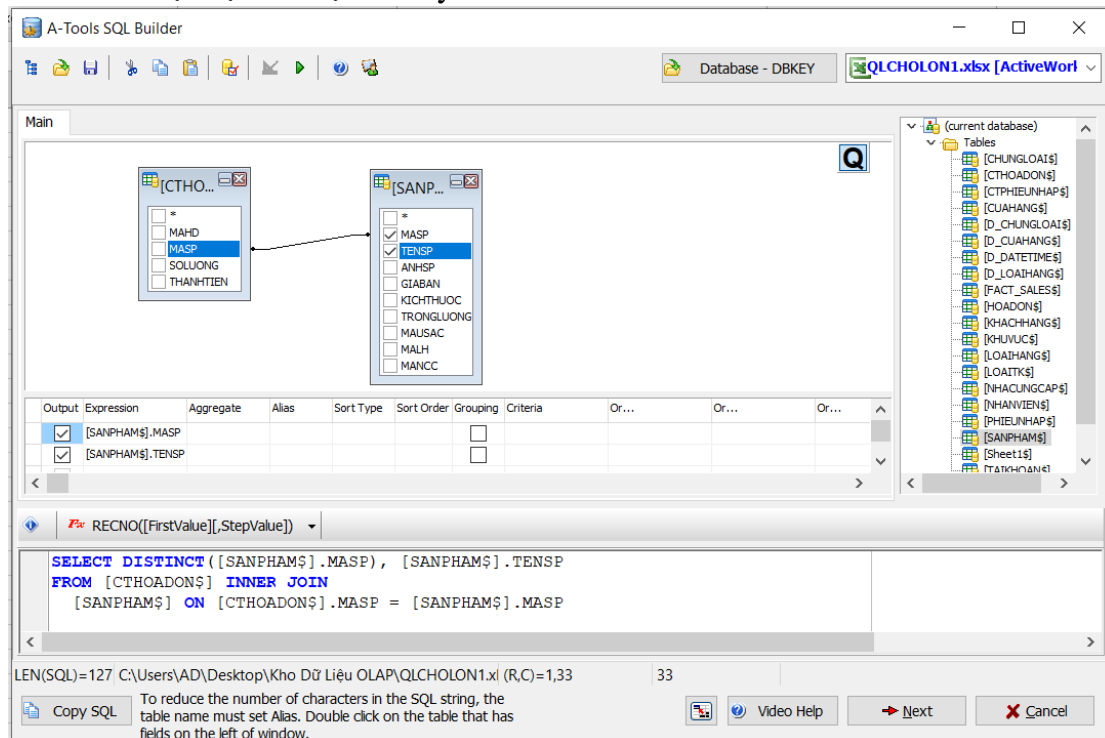 A-Tools SQL Builder
Database - DBKEY
QLCHOLON1.xlsx [ActiveWorl
Main
Q
[CTHO...
*
MAHD
MASP
SOLUONG
THANHTIEN
[SANP...
*
MASP
TENSP
ANHSP
GIABAN
KICHTHUOC
TRONGLUONG
MAUSAC
MALH
MANCC
(current database)
Tables
[CHUNGLOAI$]
[CTHOADON$]
[CTPHIEUNHAP$]
[CUAHANG$]
[D_CHUNGLOAI$]
[D_CUAHANG$]
[D_DATETIME$]
[D_LOAIHANG$]
[FACT_SALES$]
[HOADON$]
[KHACHHANG$]
[KHUVUC$]
[LOAIHANG$]
[LOAITK$]
[NHACUNGCAP$]
[NHANVIEN$]
[PHIEUNHAP$]
[SANPHAM$]
[Sheet1$]
[TAIKHOAN$]
Output Expression Aggregate Alias Sort Type Sort Order Grouping Criteria Or... Or... Or...
[SANPHAM$].MASP
[SANPHAM$].TENSP
Fx RECNO([FirstValue][,StepValue])
SELECT DISTINCT([SANPHAM$].MASP), [SANPHAM$].TENSP
FROM [CTHOADON$] INNER JOIN
[SANPHAM$] ON [CTHOADON$].MASP = [SANPHAM$].MASP
LEN(SQL)=127 C:\Users\AD\Desktop\Kho Dữ Liệu OLAP\QLCHOLON1.xl (R,C)=1,33 33
Copy SQL
To reduce the number of characters in the SQL string, the
table name must set Alias. Double click on the table that has
fields on the left of window.
Video Help
Next
Cancel